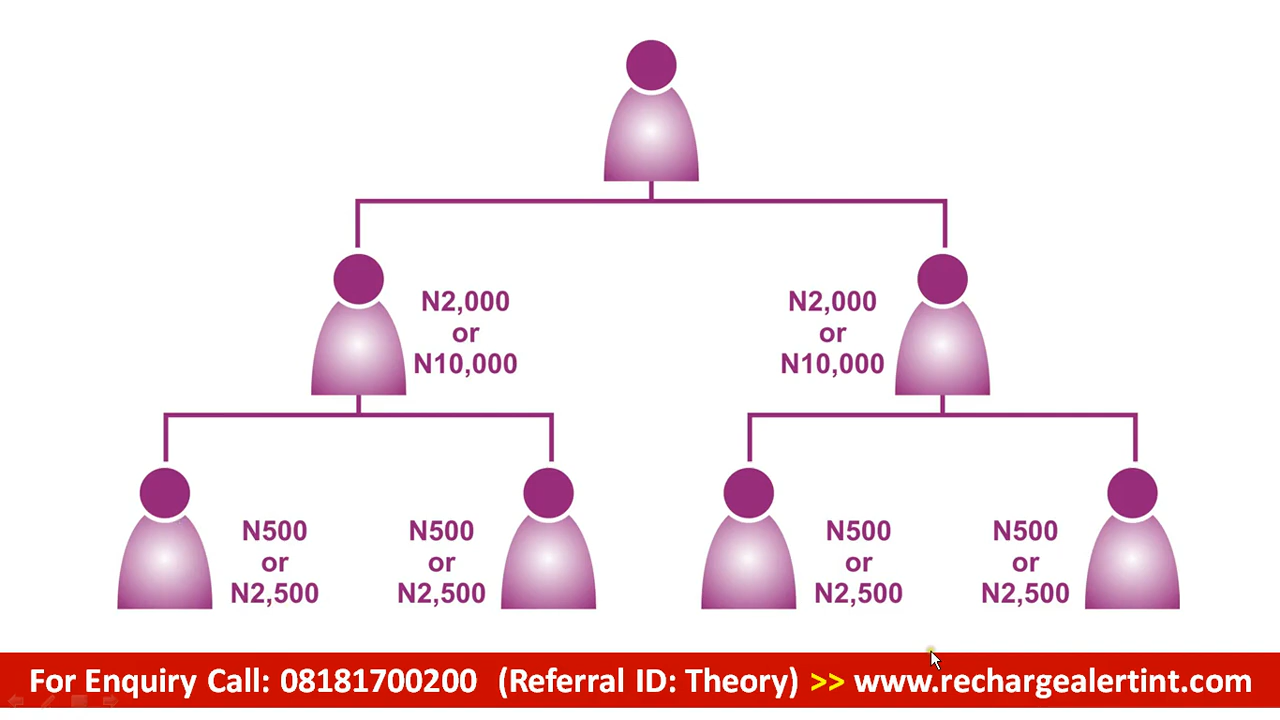 N2,000
or
N10,000
N2,000
or
N10,000
N500
or
N2,500
N500
or
N2,500
N500
or
N2,500
N500
or
N2,500
For Enquiry Call: 08181700200 (Referral ID: Theory) >> www.rechargealertint.com